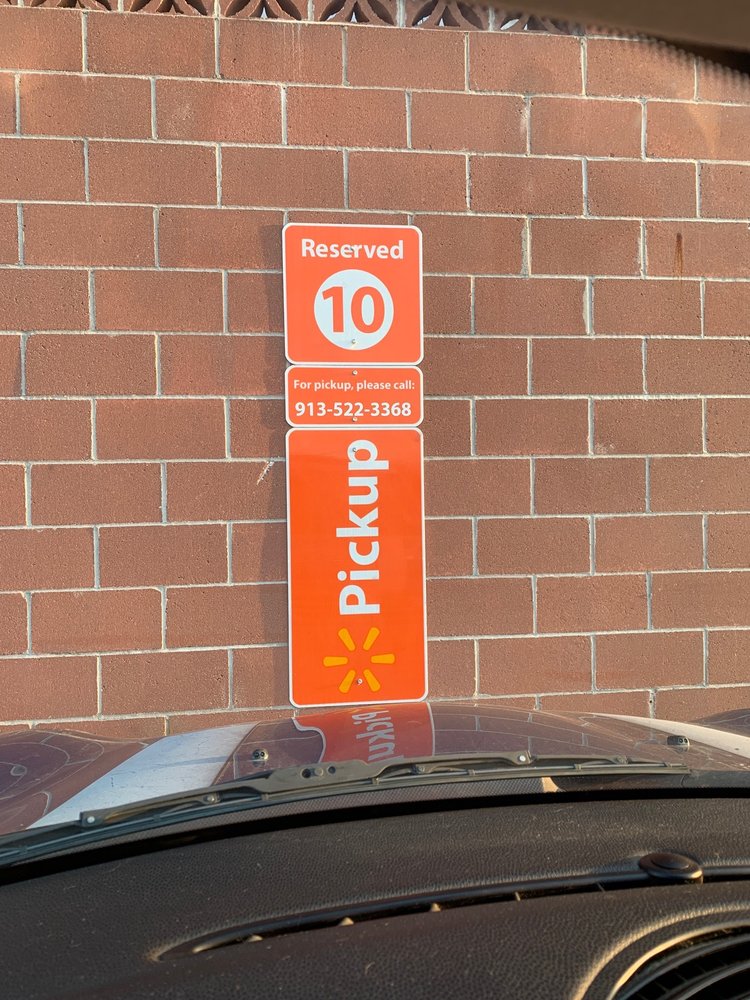 Reserved
10
For pickup, please call:
913-522-3368
Pickup